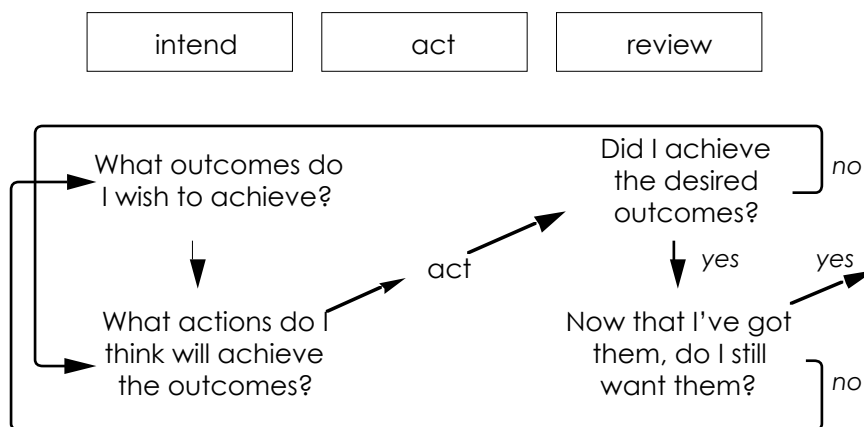 intend
act
review
What outcomes do
I wish to achieve?
What actions do I
think will achieve
the outcomes?
act
Did I achieve
the desired
outcomes?
no
yes
yes
Now that I've got
them, do I still
want them?
no